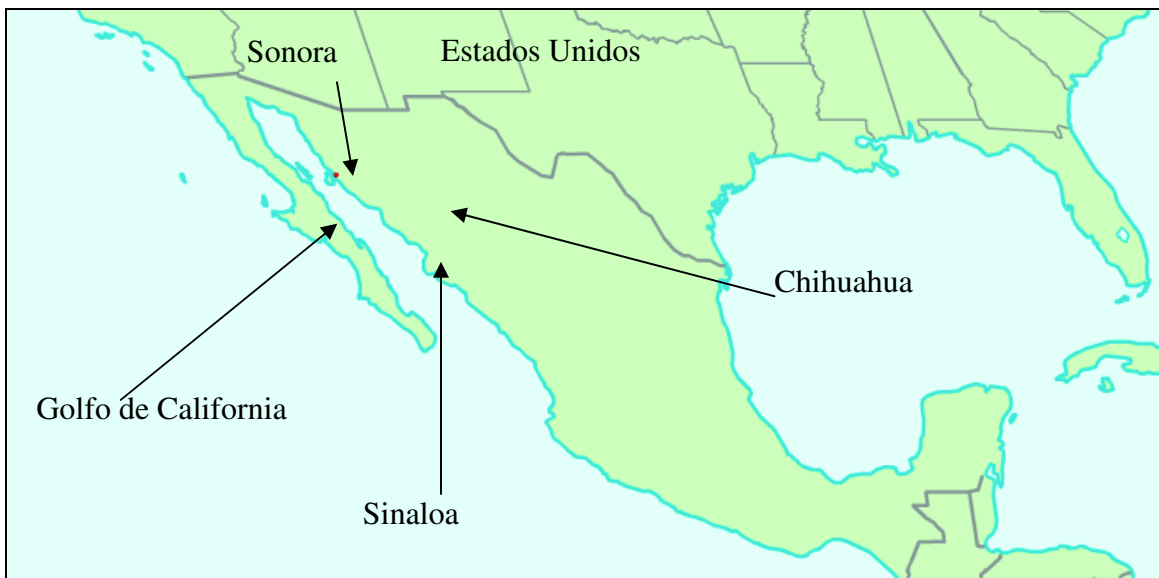 Sonora
Estados Unidos
Chihuahua
Golfo de California
Sinaloa